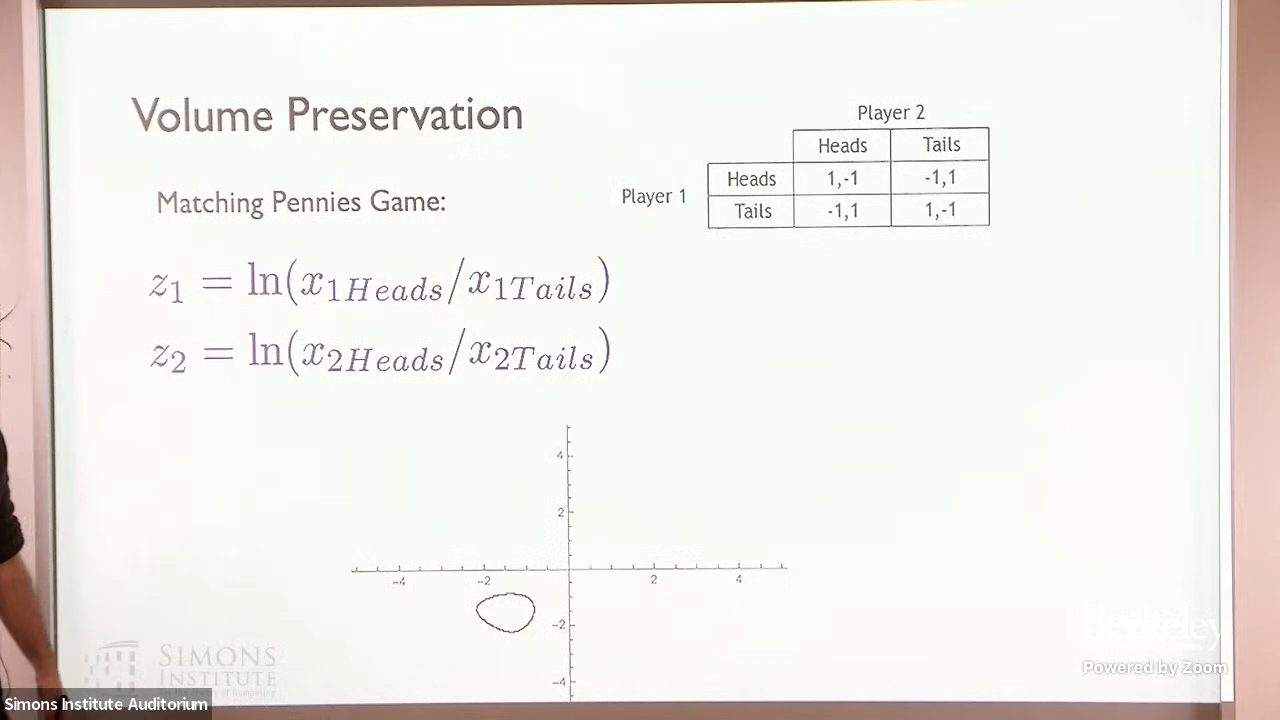 Volume Preservation
Player 2
Heads Tails
Matching Pennies Game:
Player 1
Heads 1,-1 -1,1
Tails -1,1 1,-1
z₁ = ln(x₁Heads/x₁Tails)
z₂ = ln(x₂Heads/x₂Tails)
4
2
-4 -2 2 4
-2
-4
SIMONS
INSTITUTE
Berkeley
Powered by Zoom
Simons Institute Auditorium